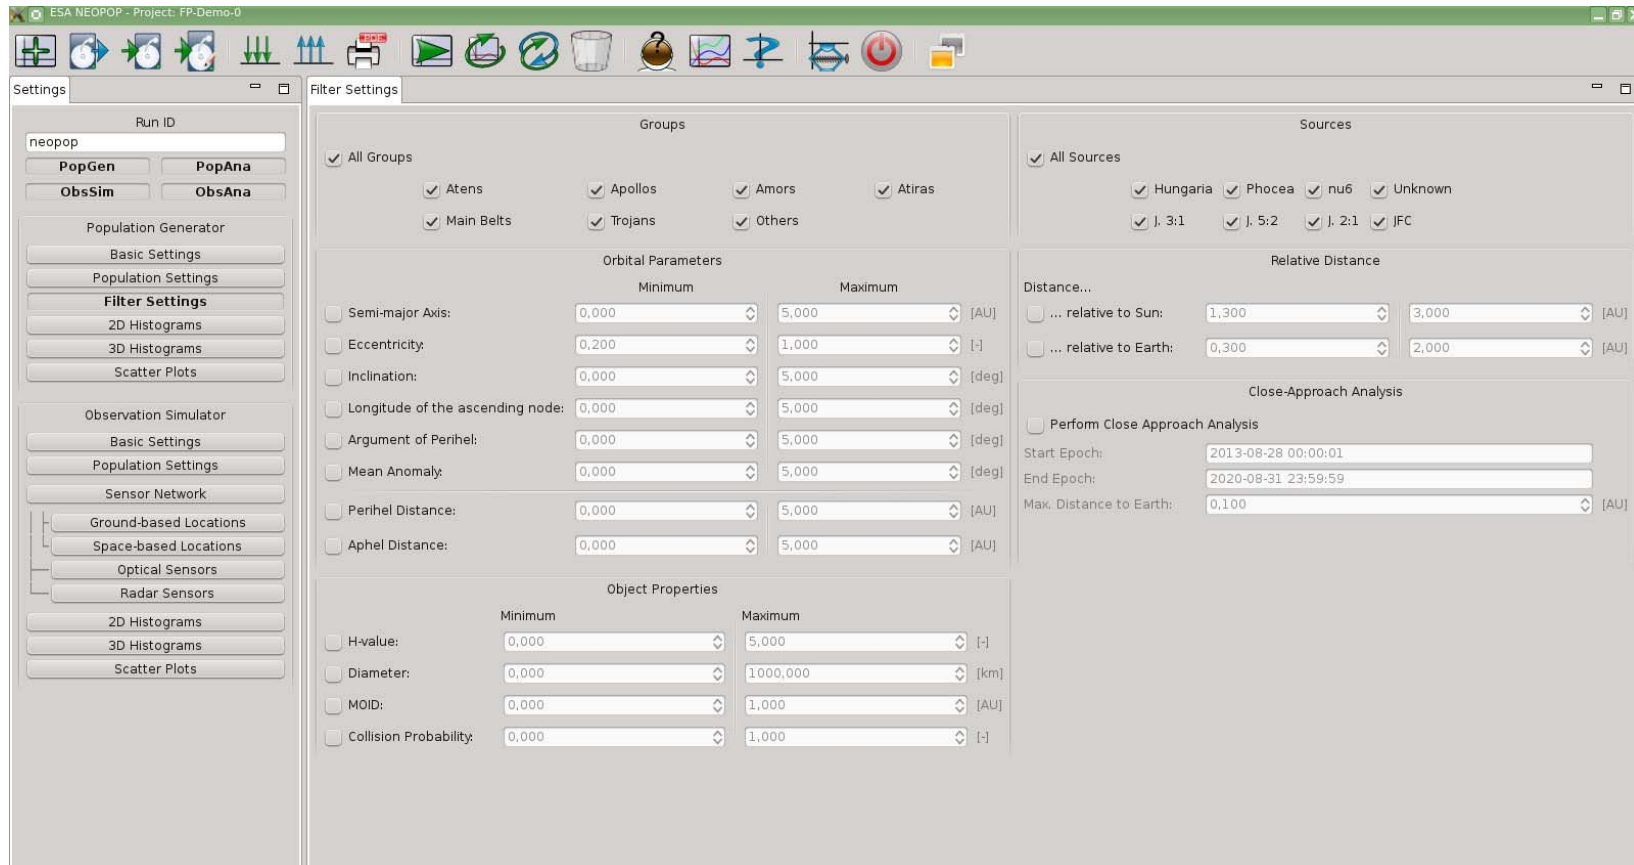 ESA NEOPOP - Project: FP-Demo-0
PDF
Settings
Run ID
neopop
PopGen PopAna
ObsSim ObsAna
Population Generator
Basic Settings
Population Settings
Filter Settings
2D Histograms
3D Histograms
Scatter Plots
Observation Simulator
Basic Settings
Population Settings
Sensor Network
Ground-based Locations
Space-based Locations
Optical Sensors
Radar Sensors
2D Histograms
3D Histograms
Scatter Plots
Filter Settings
Groups
All Groups
Atens Apollos Amors Atiras
Main Belts Trojans Others
Orbital Parameters
Minimum Maximum
Semi-major Axis: 0,000 5,000 [AU]
Eccentricity: 0,200 1,000 [-]
Inclination: 0,000 5,000 [deg]
Longitude of the ascending node: 0,000 5,000 [deg]
Argument of Perihel: 0,000 5,000 [deg]
Mean Anomaly: 0,000 5,000 [deg]
Perihel Distance: 0,000 5,000 [AU]
Aphel Distance: 0,000 5,000 [AU]
Object Properties
Minimum Maximum
H-value: 0,000 5,000 [-]
Diameter: 0,000 1000,000 [km]
MOID: 0,000 1,000 [AU]
Collision Probability: 0,000 1,000 [-]
Sources
All Sources
Hungaria Phocea nu6 Unknown
J. 3:1 J. 5:2 J. 2:1 JFC
Relative Distance
Distance...
... relative to Sun: 1,300 3,000 [AU]
... relative to Earth: 0,300 2,000 [AU]
Close-Approach Analysis
Perform Close Approach Analysis
Start Epoch: 2013-08-28 00:00:01
End Epoch: 2020-08-31 23:59:59
Max. Distance to Earth: 0,100 [AU]